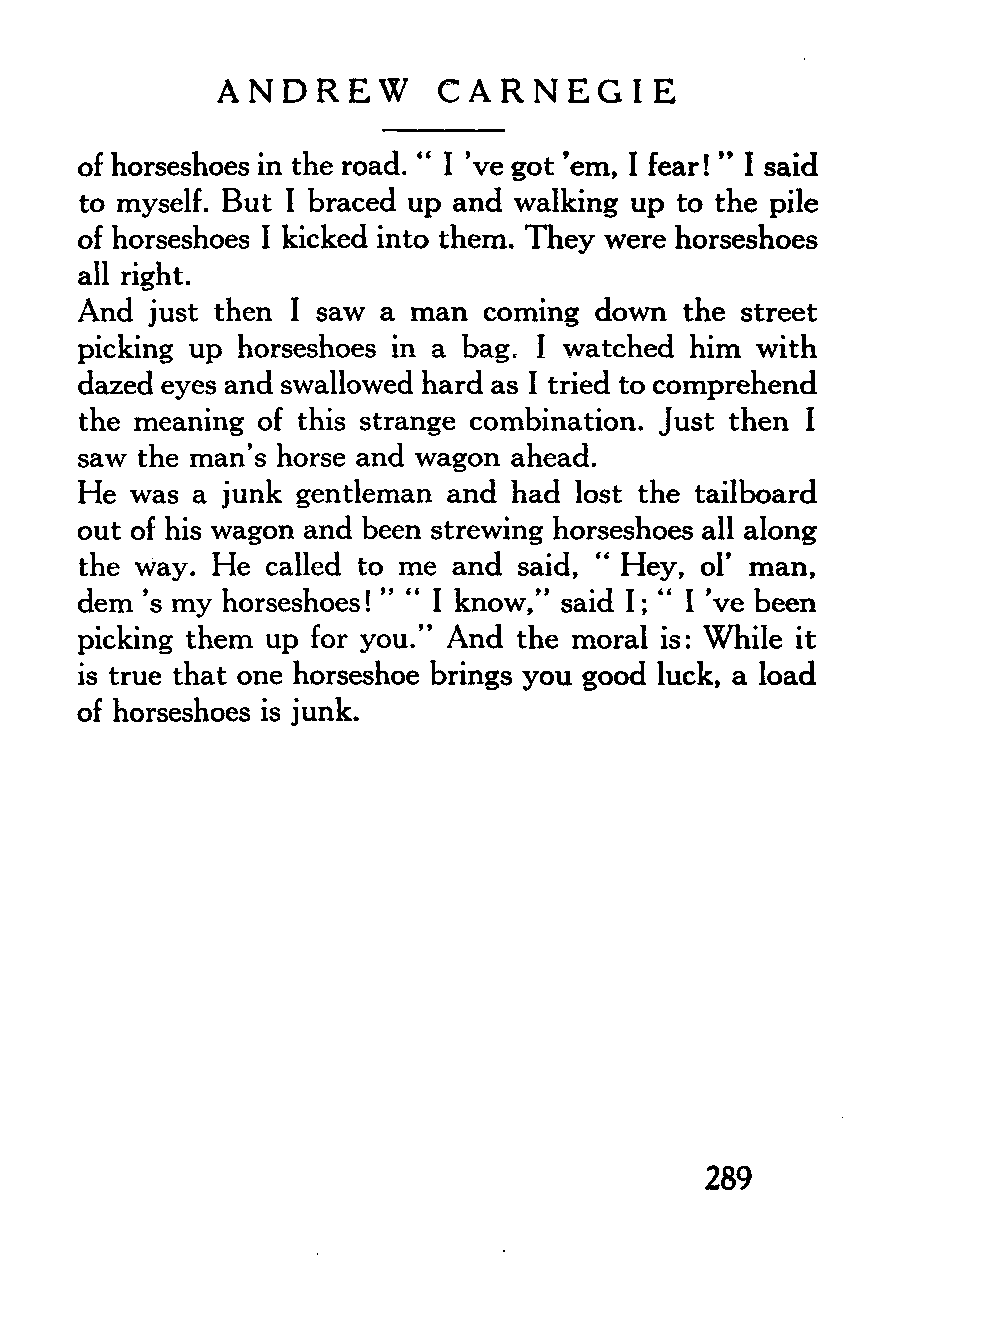 ANDREW CARNEGIE
of horseshoes in the road. “ I ’ve got ’em, I fear! ” I said
to myself. But I braced up and walking up to the pile
of horseshoes I kicked into them. They were horseshoes
all right.
And just then I saw a man coming down the street
picking up horseshoes in a bag. I watched him with
dazed eyes and swallowed hard as I tried to comprehend
the meaning of this strange combination. Just then I
saw the man’s horse and wagon ahead.
He was a junk gentleman and had lost the tailboard
out of his wagon and been strewing horseshoes all along
the way. He called to me and said, “ Hey, ol’ man,
dem ’s my horseshoes! ” “ I know,” said I; “ I ’ve been
picking them up for you.” And the moral is: While it
is true that one horseshoe brings you good luck, a load
of horseshoes is junk.
289